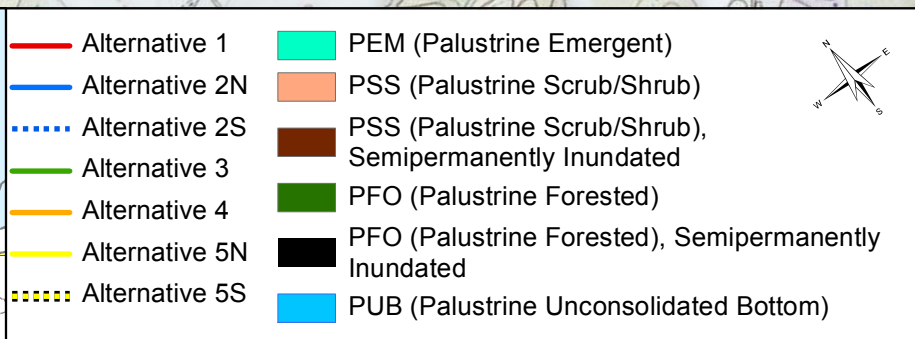 Alternative 1
Alternative 2N
Alternative 2S
Alternative 3
Alternative 4
Alternative 5N
Alternative 5S
PEM (Palustrine Emergent)
PSS (Palustrine Scrub/Shrub)
PSS (Palustrine Scrub/Shrub),
Semipermanently Inundated
PFO (Palustrine Forested)
PFO (Palustrine Forested), Semipermanently
Inundated
PUB (Palustrine Unconsolidated Bottom)
N
E
W
S